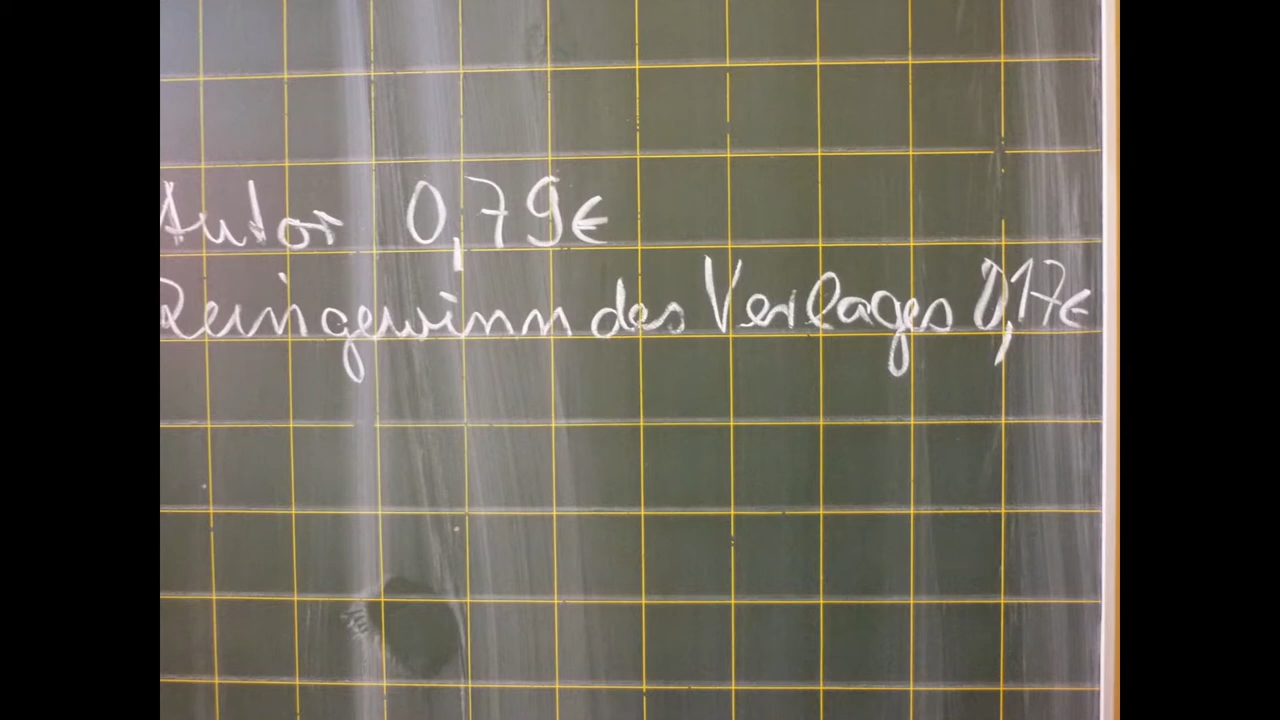 Autor 0,79€
Reingewinn des Verlages 0,17€